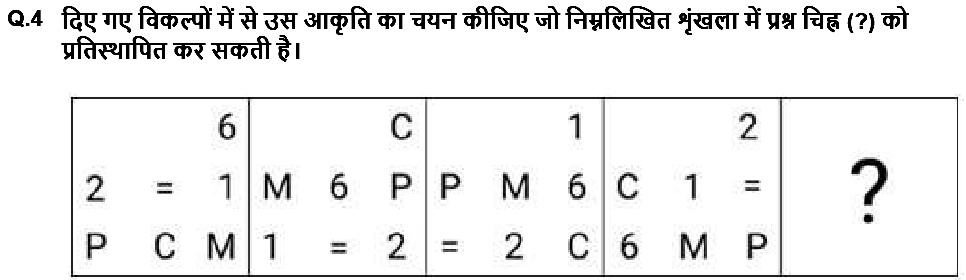 Q.4 दिए गए विकल्पों में से उस आकृति का चयन कीजिए जो निम्नलिखित श्रृंखला में प्रश्न चिह्न (?) को
प्रतिस्थापित कर सकती है।
6 C 1 2
2 = 1 M 6 P P M 6 C 1 = ?
P C M 1 = 2 = 2 C 6 M P